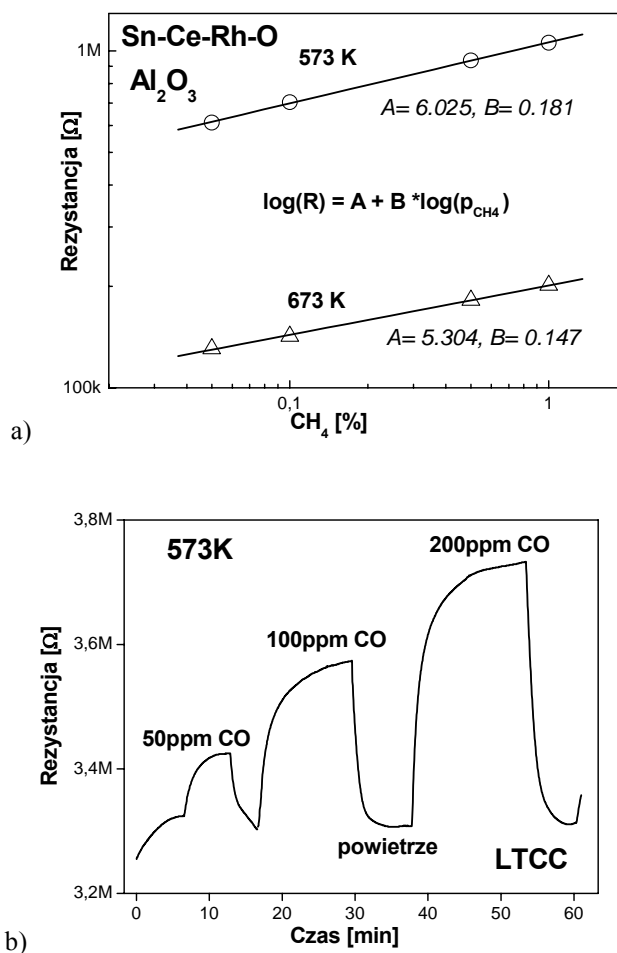 Sn-Ce-Rh-O
Al₂O₃
1M
573 K
A= 6.025, B= 0.181
Rezystancja [Ω]
log(R) = A + B *log(p_CH4)
673 K
A= 5.304, B= 0.147
100k
0,1
1
CH₄ [%]
a)
3,8M
573K
200ppm CO
3,6M
100ppm CO
Rezystancja [Ω]
50ppm CO
3,4M
powietrze
LTCC
3,2M
0 10 20 30 40 50 60
Czas [min]
b)